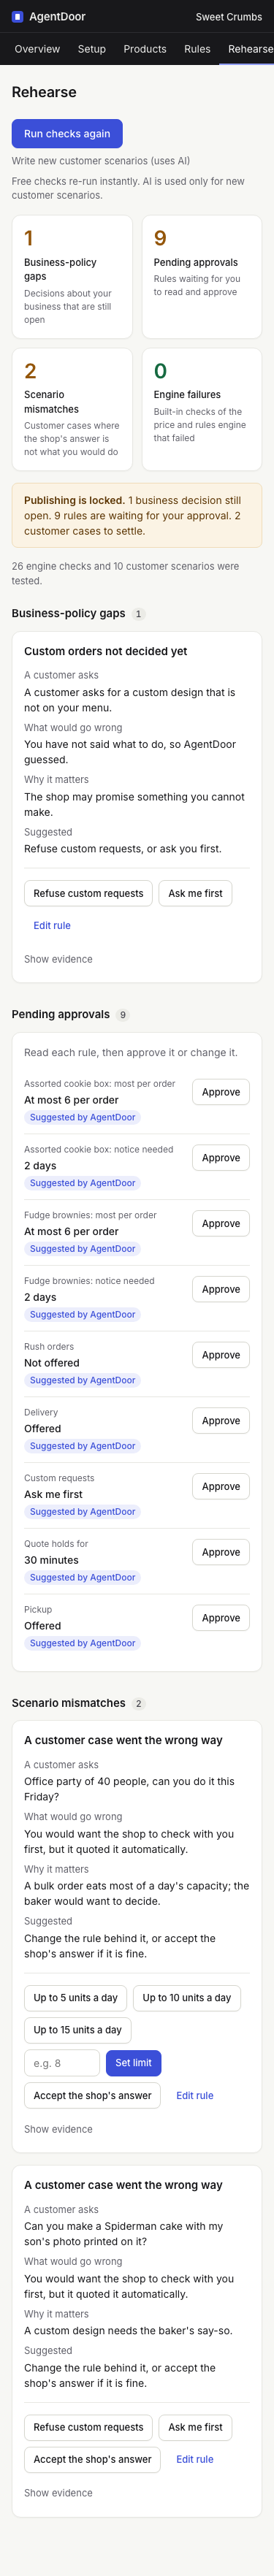 AgentDoor
Sweet Crumbs
Overview Setup Products Rules Rehearse
Rehearse
Run checks again
Write new customer scenarios (uses AI)
Free checks re-run instantly. AI is used only for new
customer scenarios.
1
Business-policy
gaps
Decisions about your
business that are still
open
9
Pending approvals
Rules waiting for you
to read and approve
2
Scenario
mismatches
Customer cases where
the shop's answer is
not what you would do
0
Engine failures
Built-in checks of the
price and rules engine
that failed
Publishing is locked. 1 business decision still
open. 9 rules are waiting for your approval. 2
customer cases to settle.
26 engine checks and 10 customer scenarios were
tested.
Business-policy gaps 1
Custom orders not decided yet
A customer asks
A customer asks for a custom design that is
not on your menu.
What would go wrong
You have not said what to do, so AgentDoor
guessed.
Why it matters
The shop may promise something you cannot
make.
Suggested
Refuse custom requests, or ask you first.
Refuse custom requests Ask me first
Edit rule
Show evidence
Pending approvals 9
Read each rule, then approve it or change it.
Assorted cookie box: most per order
At most 6 per order
Suggested by AgentDoor
Approve
Assorted cookie box: notice needed
2 days
Suggested by AgentDoor
Approve
Fudge brownies: most per order
At most 6 per order
Suggested by AgentDoor
Approve
Fudge brownies: notice needed
2 days
Suggested by AgentDoor
Approve
Rush orders
Not offered
Suggested by AgentDoor
Approve
Delivery
Offered
Suggested by AgentDoor
Approve
Custom requests
Ask me first
Suggested by AgentDoor
Approve
Quote holds for
30 minutes
Suggested by AgentDoor
Approve
Pickup
Offered
Suggested by AgentDoor
Approve
Scenario mismatches 2
A customer case went the wrong way
A customer asks
Office party of 40 people, can you do it this
Friday?
What would go wrong
You would want the shop to check with you
first, but it quoted it automatically.
Why it matters
A bulk order eats most of a day's capacity; the
baker would want to decide.
Suggested
Change the rule behind it, or accept the
shop's answer if it is fine.
Up to 5 units a day Up to 10 units a day
Up to 15 units a day
e.g. 8 Set limit
Accept the shop's answer Edit rule
Show evidence
A customer case went the wrong way
A customer asks
Can you make a Spiderman cake with my
son's photo printed on it?
What would go wrong
You would want the shop to check with you
first, but it quoted it automatically.
Why it matters
A custom design needs the baker's say-so.
Suggested
Change the rule behind it, or accept the
shop's answer if it is fine.
Refuse custom requests Ask me first
Accept the shop's answer Edit rule
Show evidence